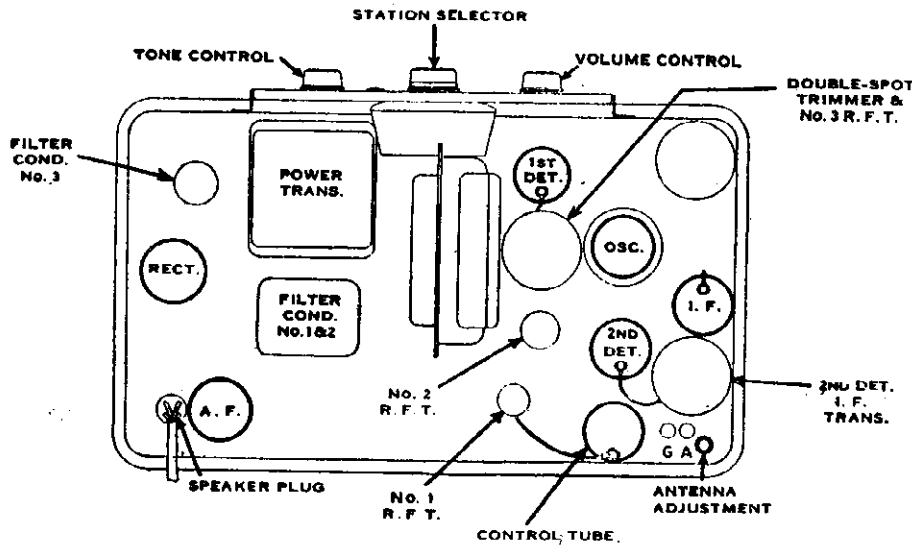 STATION SELECTOR
TONE CONTROL
VOLUME CONTROL
DOUBLE-SPOT
TRIMMER &
No. 3 R.F.T.
FILTER
COND.
No. 3
POWER
TRANS.
1ST
DET.
OSC.
RECT.
FILTER
COND.
No. 1&2
I. F.
2ND
DET.
No. 2
R. F. T.
2ND DET.
I. F.
TRANS.
A. F.
G A
SPEAKER PLUG
No. 1
R. F. T.
ANTENNA
ADJUSTMENT
CONTROL TUBE